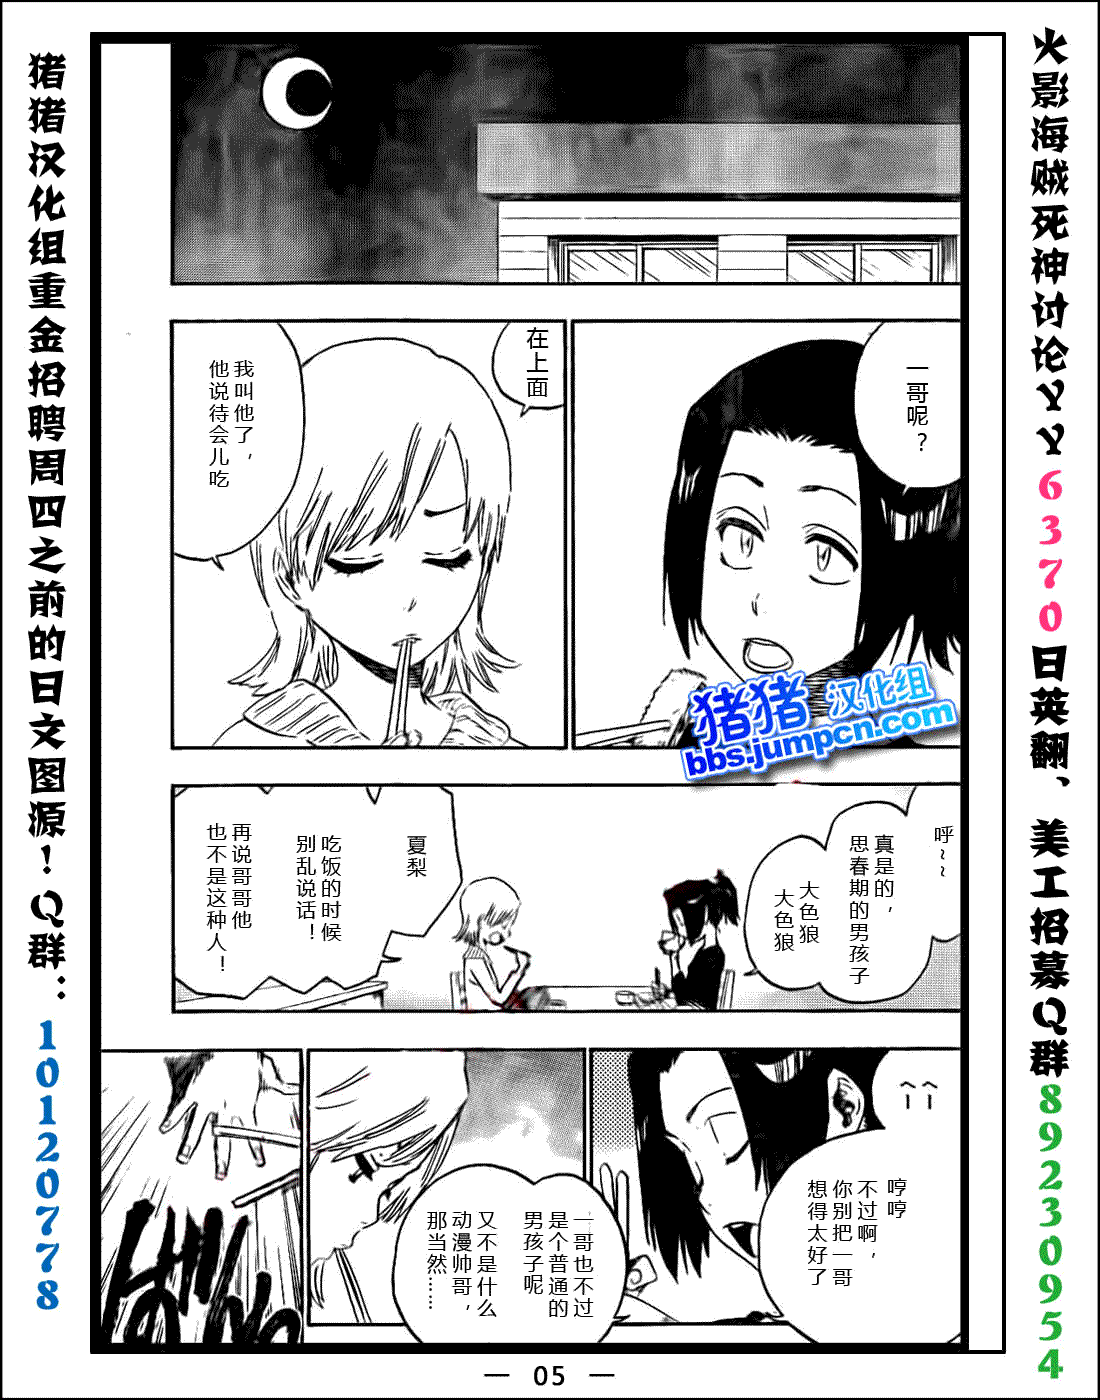 火影海贼死神讨论YY6370日英翻、美工招募Q群892230954
猪猪汉化组重金招聘周四之前的日文图源！Q群：101120778
一哥呢？
在上面
我叫他了，
他说待会儿吃
猪猪汉化组
bbs.jumpcn.com
呼~~
真是的，
思春期的男孩子
大色狼
大色狼
夏梨
吃饭的时候
别乱说话！
再说哥哥他
也不是这种人！
哼哼
不过啊，
你别把一哥
想得太好了
一哥也不过
是个普通的
男孩子呢
又不是什么
动漫帅哥，
那当然……
— 05 —